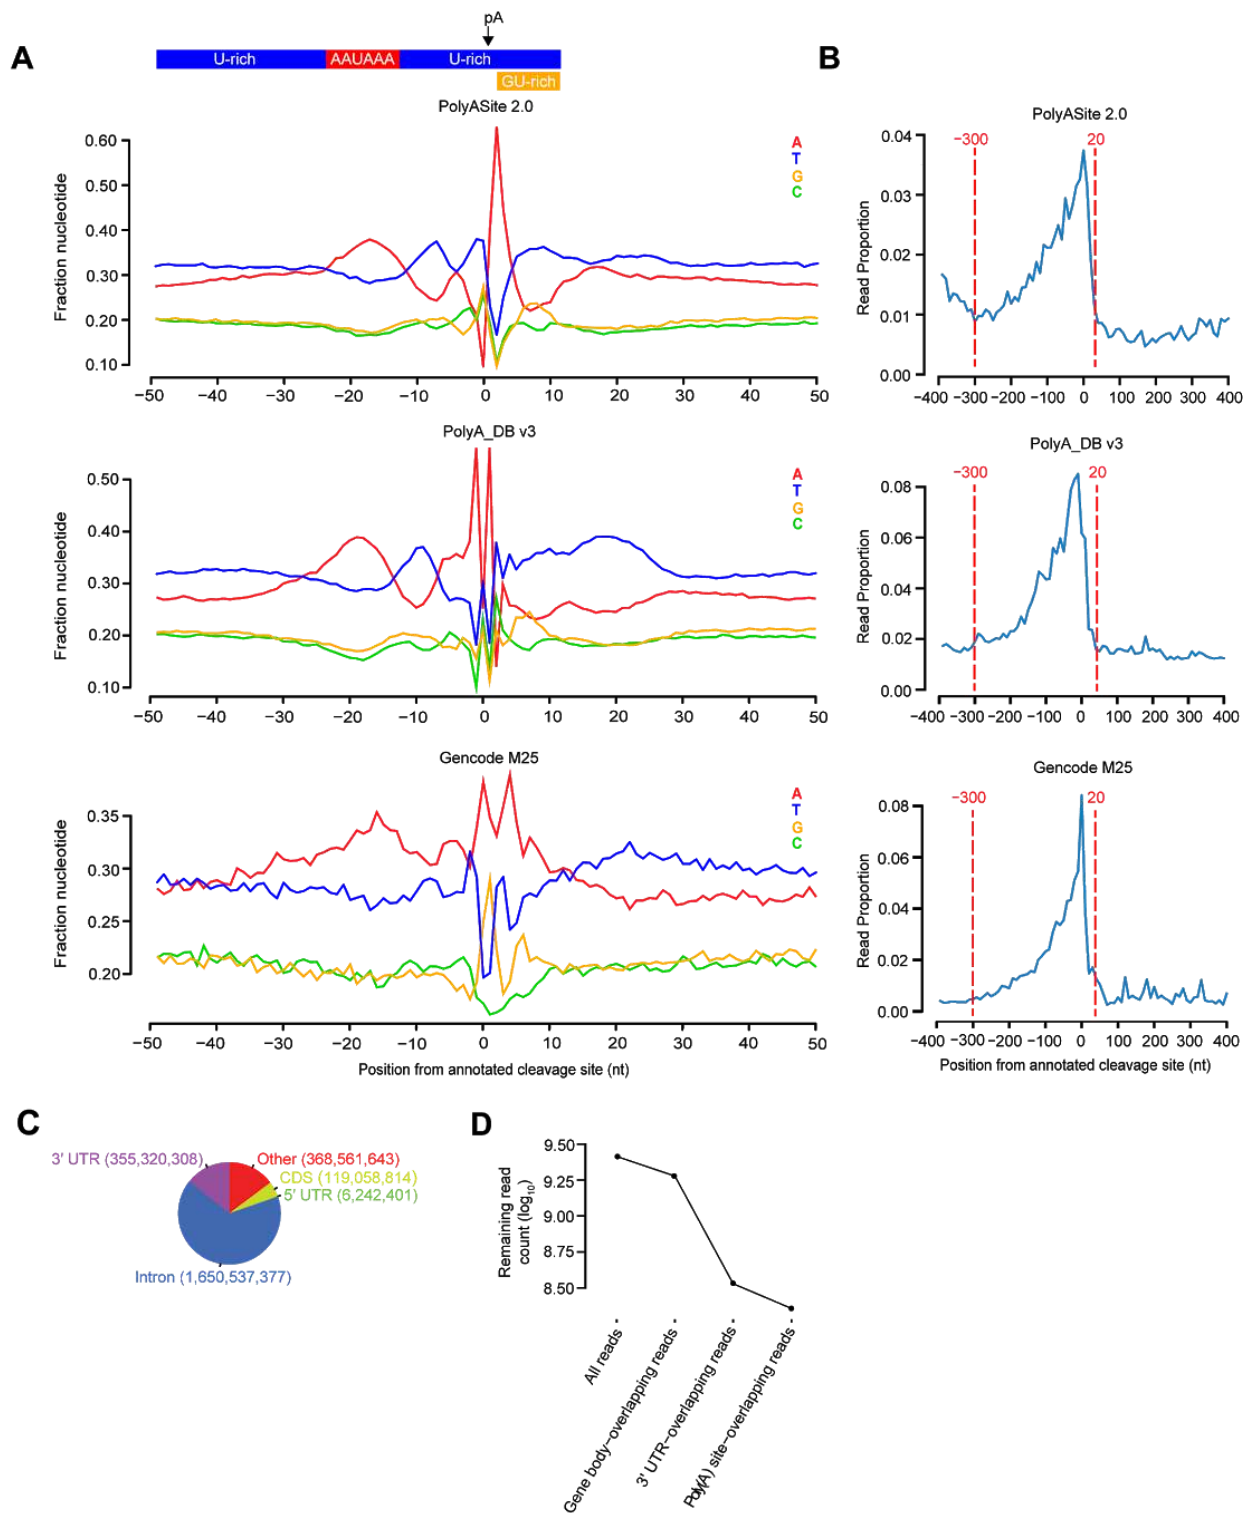 A
pA
U-rich AAUAAA U-rich
GU-rich
PolyASite 2.0
Fraction nucleotide
0.60
0.50
0.40
0.30
0.20
0.10
A
T
G
C
−50 −40 −30 −20 −10 0 10 20 30 40 50
PolyA_DB v3
Fraction nucleotide
0.50
0.40
0.30
0.20
0.10
A
T
G
C
−50 −40 −30 −20 −10 0 10 20 30 40 50
Gencode M25
Fraction nucleotide
0.35
0.30
0.25
0.20
A
T
G
C
−50 −40 −30 −20 −10 0 10 20 30 40 50
Position from annotated cleavage site (nt)
B
PolyASite 2.0
−300 20
Read Proportion
0.04
0.03
0.02
0.01
0.00
−400 −300 −200 −100 0 100 200 300 400
PolyA_DB v3
−300 20
Read Proportion
0.08
0.06
0.04
0.02
0.00
−400 −300 −200 −100 0 100 200 300 400
Gencode M25
−300 20
Read Proportion
0.08
0.06
0.04
0.02
0.00
−400 −300 −200 −100 0 100 200 300 400
Position from annotated cleavage site (nt)
C
3' UTR (355,320,308)
Other (368,561,643)
CDS (119,058,814)
5' UTR (6,242,401)
Intron (1,650,537,377)
D
Remaining read
count (log10)
9.50
9.25
9.00
8.75
8.50
All reads
Gene body−overlapping reads
3' UTR−overlapping reads
Poly(A) site−overlapping reads